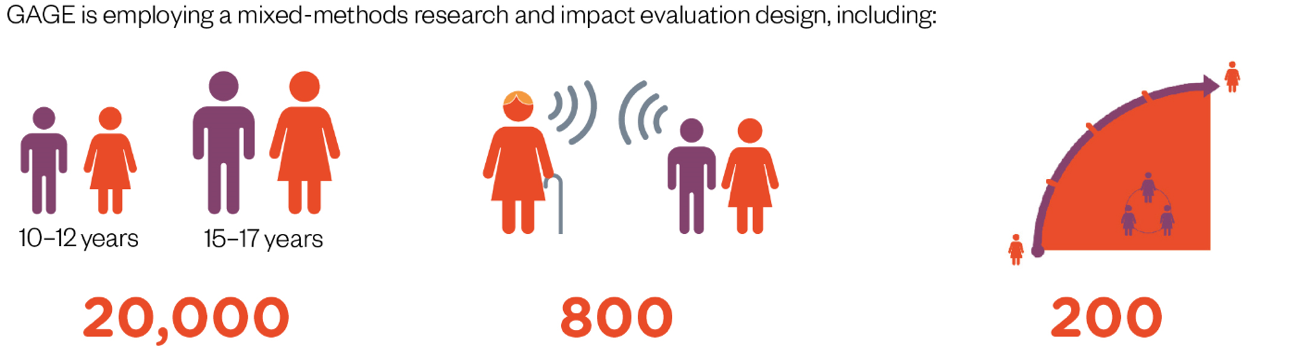 GAGE is employing a mixed-methods research and impact evaluation design, including:
10–12 years 15–17 years
20,000 800 200